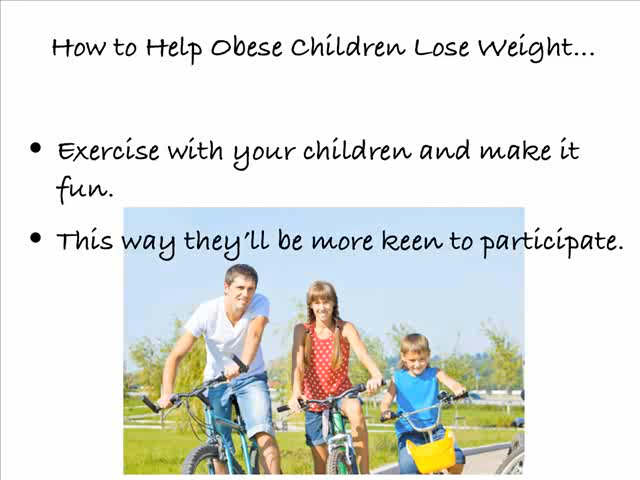 How to Help Obese Children Lose Weight...
• Exercise with your children and make it
fun.
• This way they'll be more keen to participate.